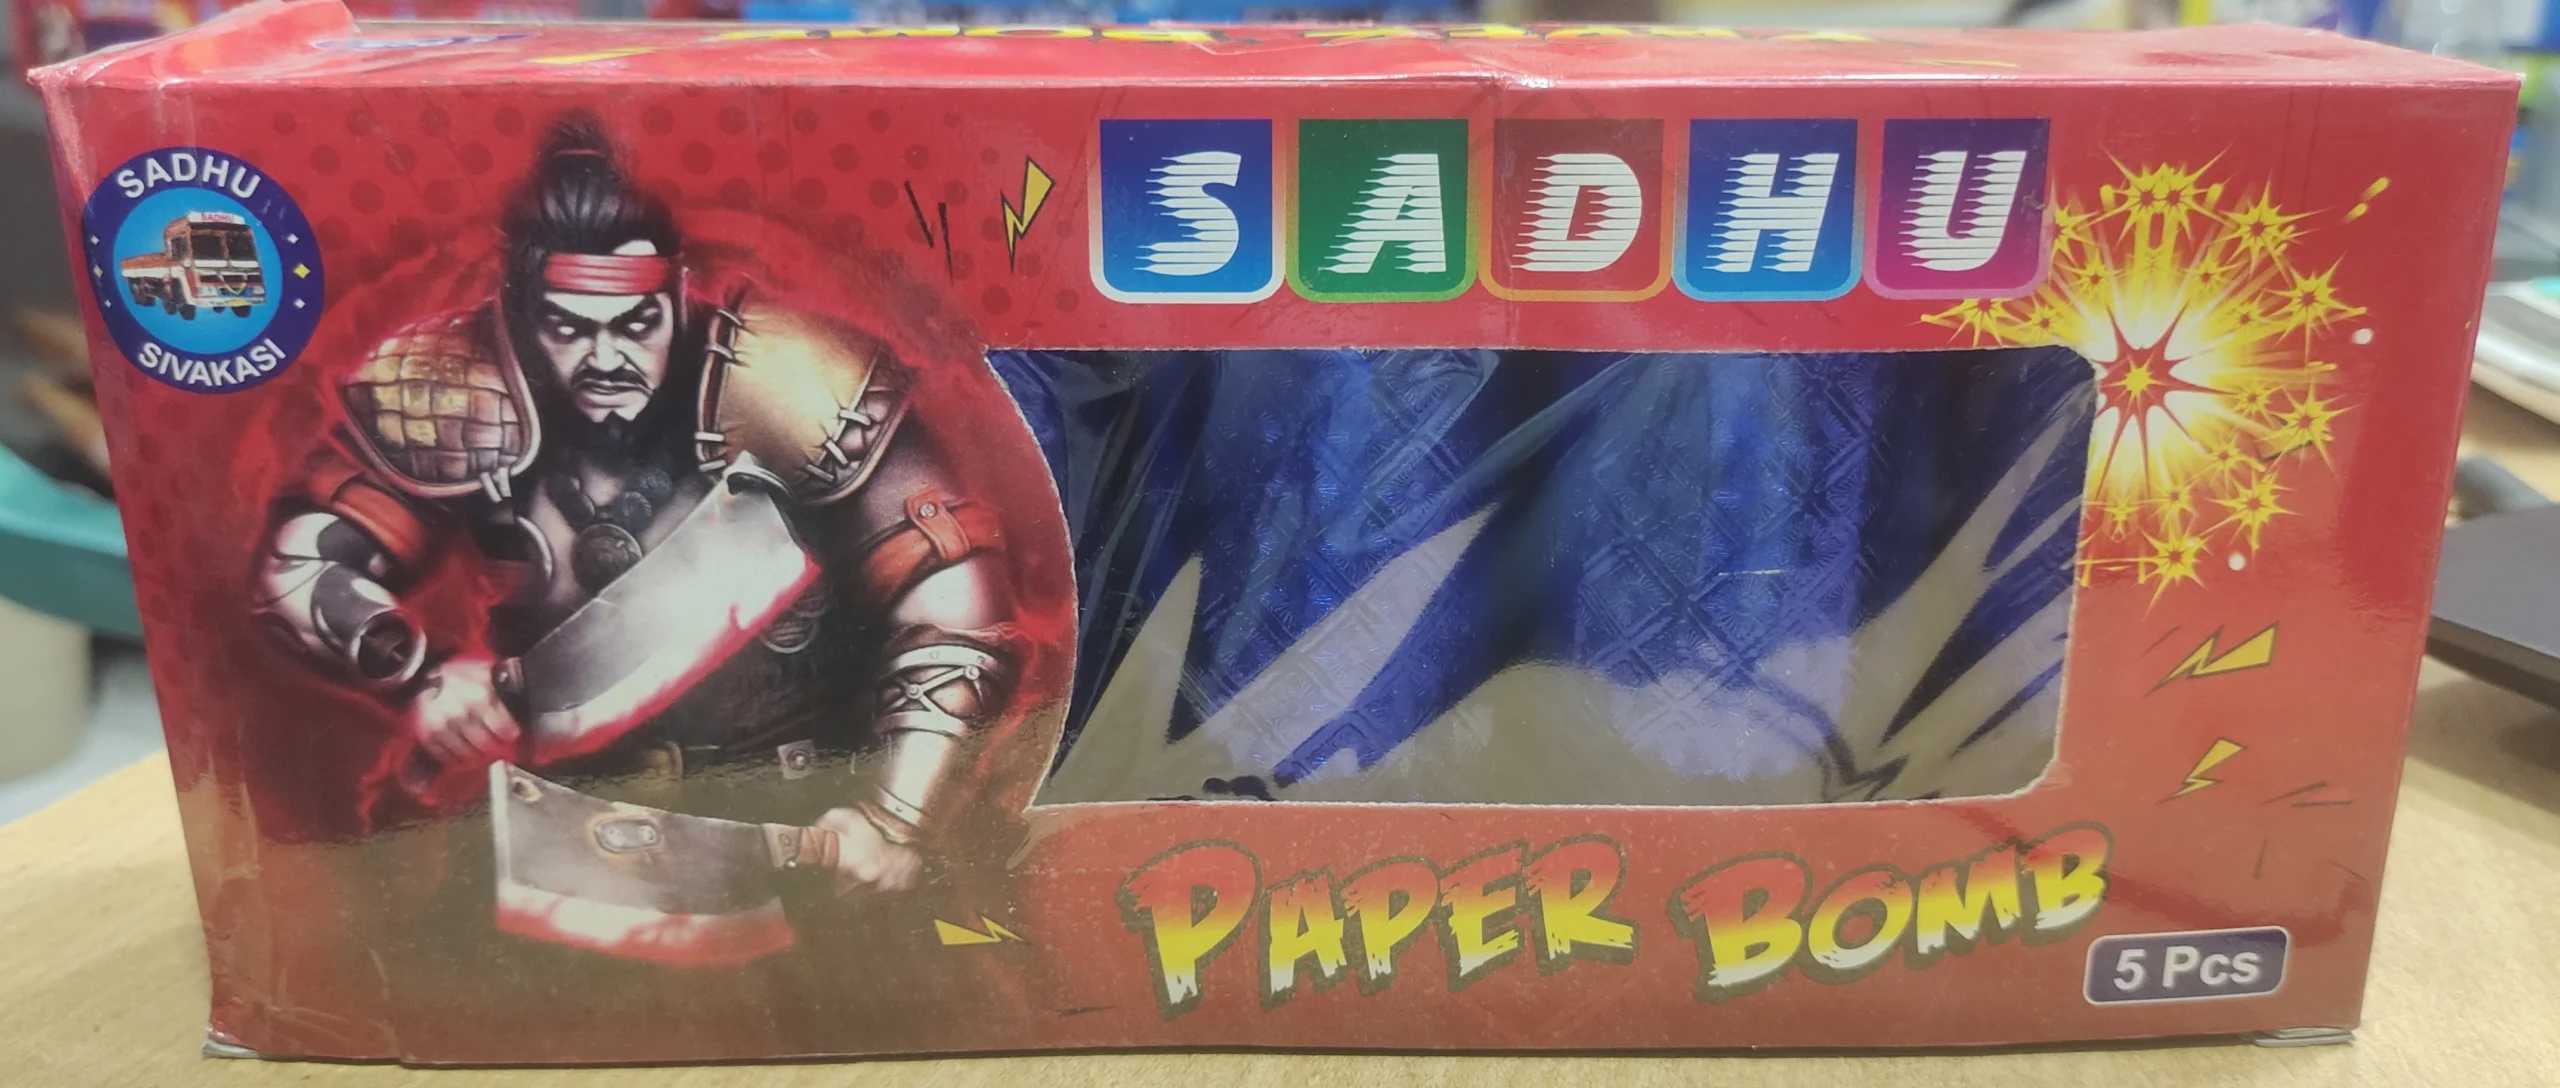 SADHU
SADHU
SIVAKASI
SADHU
PAPER BOMB
5 Pcs